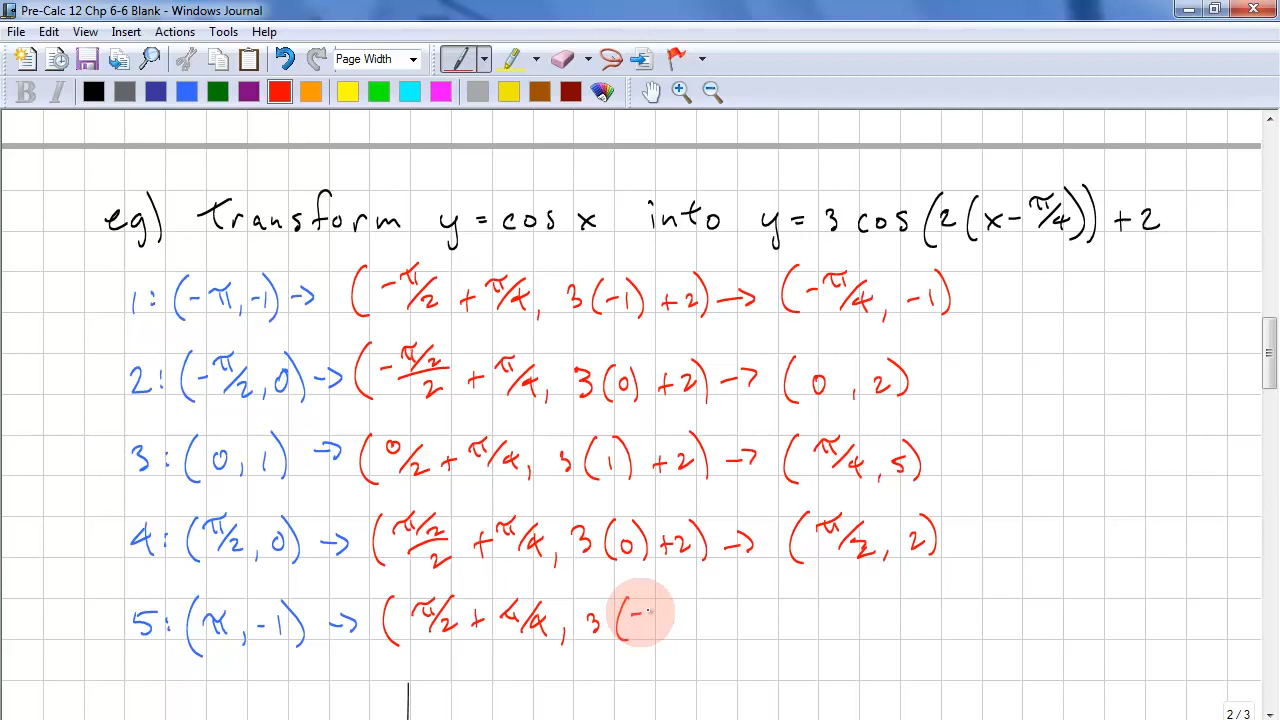 Pre-Calc 12 Chp 6-6 Blank - Windows Journal
File Edit View Insert Actions Tools Help
Page Width
B I
eg) Transform y = cos x into y = 3 cos(2(x-π/4)) + 2
1: (-π, -1) → (-π/2 + π/4, 3(-1) + 2) → (-π/4, -1)
2: (-π/2, 0) → (-π/2/2 + π/4, 3(0) + 2) → (0, 2)
3: (0, 1) → (0/2 + π/4, 3(1) + 2) → (π/4, 5)
4: (π/2, 0) → (π/2/2 + π/4, 3(0) + 2) → (π/2, 2)
5: (π, -1) → (π/2 + π/4, 3(-
2 / 3